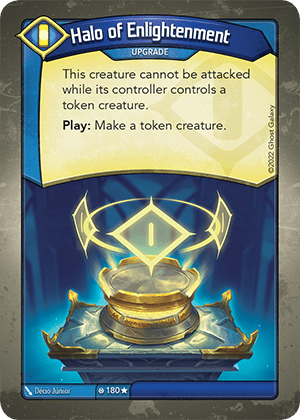 Halo of Enlightenment
UPGRADE
This creature cannot be attacked
while its controller controls a
token creature.
Play: Make a token creature.
©2022 Ghost Galaxy
Décio Júnior
180★